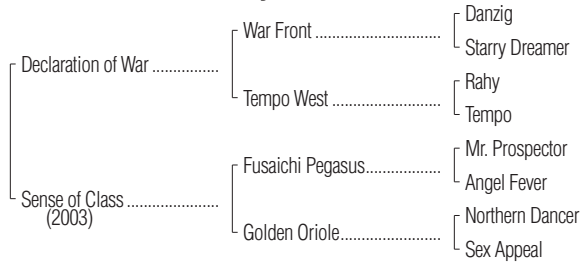 Danzig
War Front ........................................
Starry Dreamer
Declaration of War ................
Rahy
Tempo West ..................................
Tempo
Mr. Prospector
Fusaichi Pegasus........................
Angel Fever
Sense of Class ......................
(2003)
Northern Dancer
Golden Oriole................................
Sex Appeal